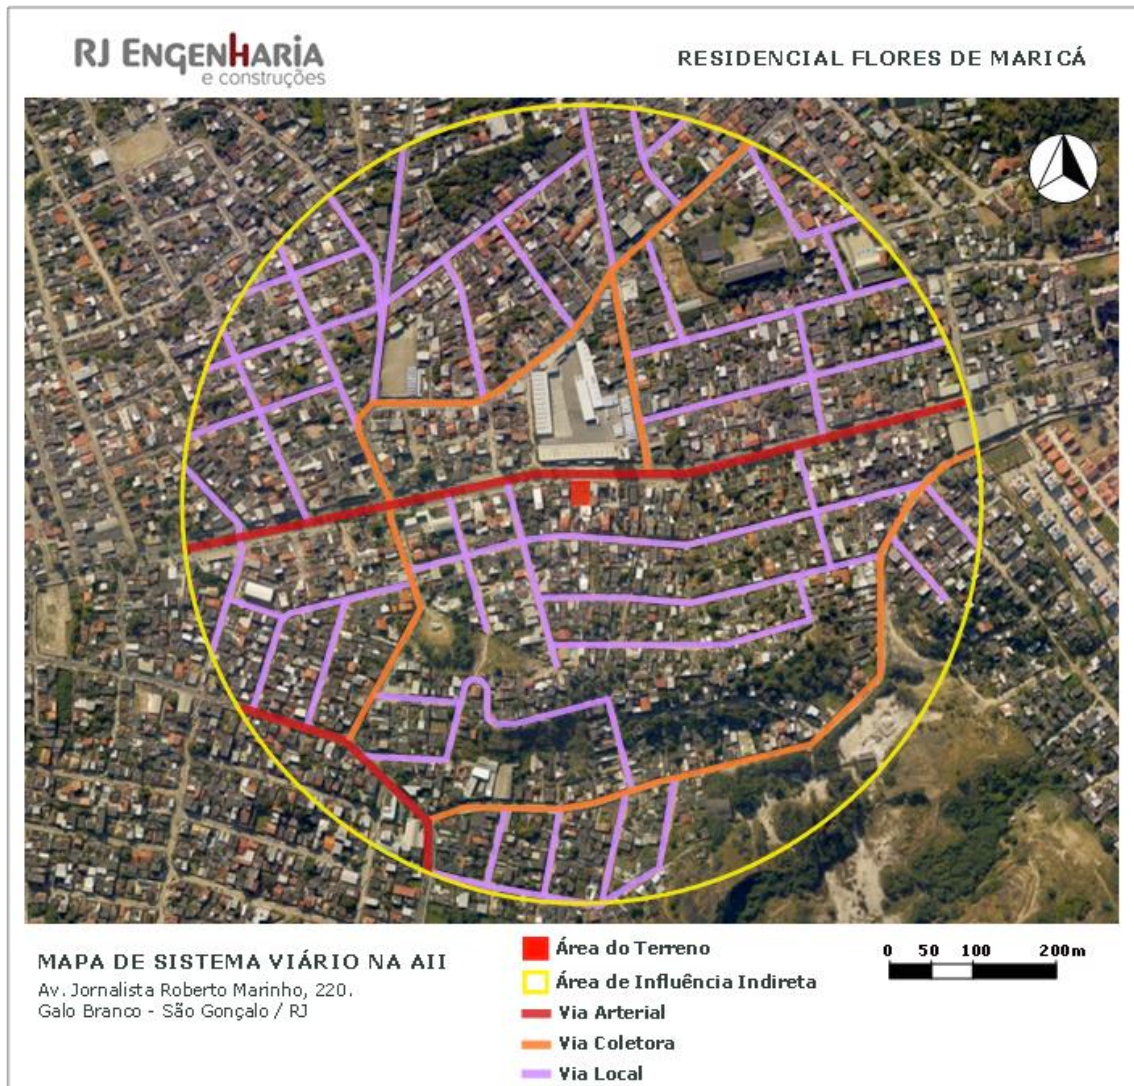 RJ ENGENHARIA
e construções
RESIDENCIAL FLORES DE MARICÁ
MAPA DE SISTEMA VIÁRIO NA AII
Av. Jornalista Roberto Marinho, 220.
Galo Branco - São Gonçalo / RJ
Área do Terreno
Área de Influência Indireta
Via Arterial
Via Coletora
Via Local
0 50 100 200m